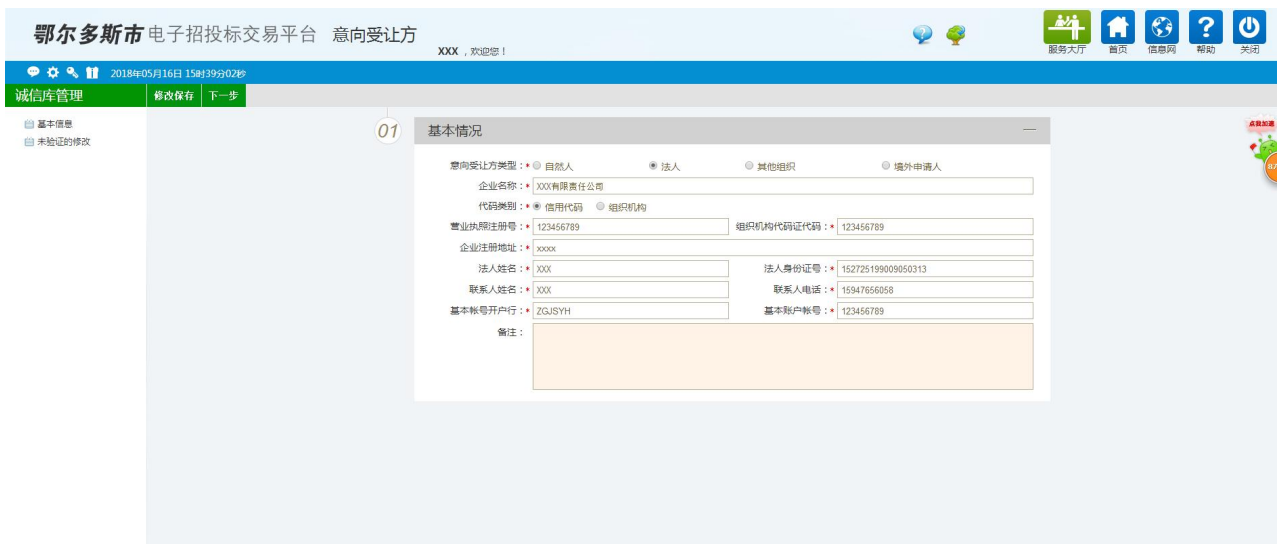 鄂尔多斯市电子招投标交易平台 意向受让方
XXX ，欢迎您！
服务大厅 首页 信息网 帮助 关闭
2018年05月16日 15时39分02秒
诚信库管理 修改保存 下一步
基本信息
未验证的修改
01 基本情况
意向受让方类型：* 自然人 法人 其他组织 境外申请人
企业名称：* XXX有限责任公司
代码类别：* 信用代码 组织机构
营业执照注册号：* 123456789 组织机构代码证代码：* 123456789
企业注册地址：* xxxx
法人姓名：* XXX 法人身份证号：* 152725199009050313
联系人姓名：* XXX 联系人电话：* 15947656058
基本帐号开户行：* ZGJSYH 基本账户帐号：* 123456789
备注：
点我加速
87